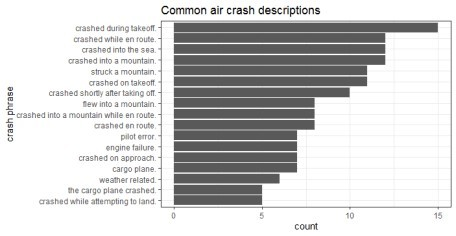 Common air crash descriptions
crash phrase
crashed during takeoff.
crashed while en route.
crashed into the sea.
crashed into a mountain.
struck a mountain.
crashed on takeoff.
crashed shortly after taking off.
flew into a mountain.
crashed into a mountain while en route.
crashed en route.
pilot error.
engine failure.
crashed on approach.
cargo plane.
weather related.
the cargo plane crashed.
crashed while attempting to land.
0 5 10 15
count